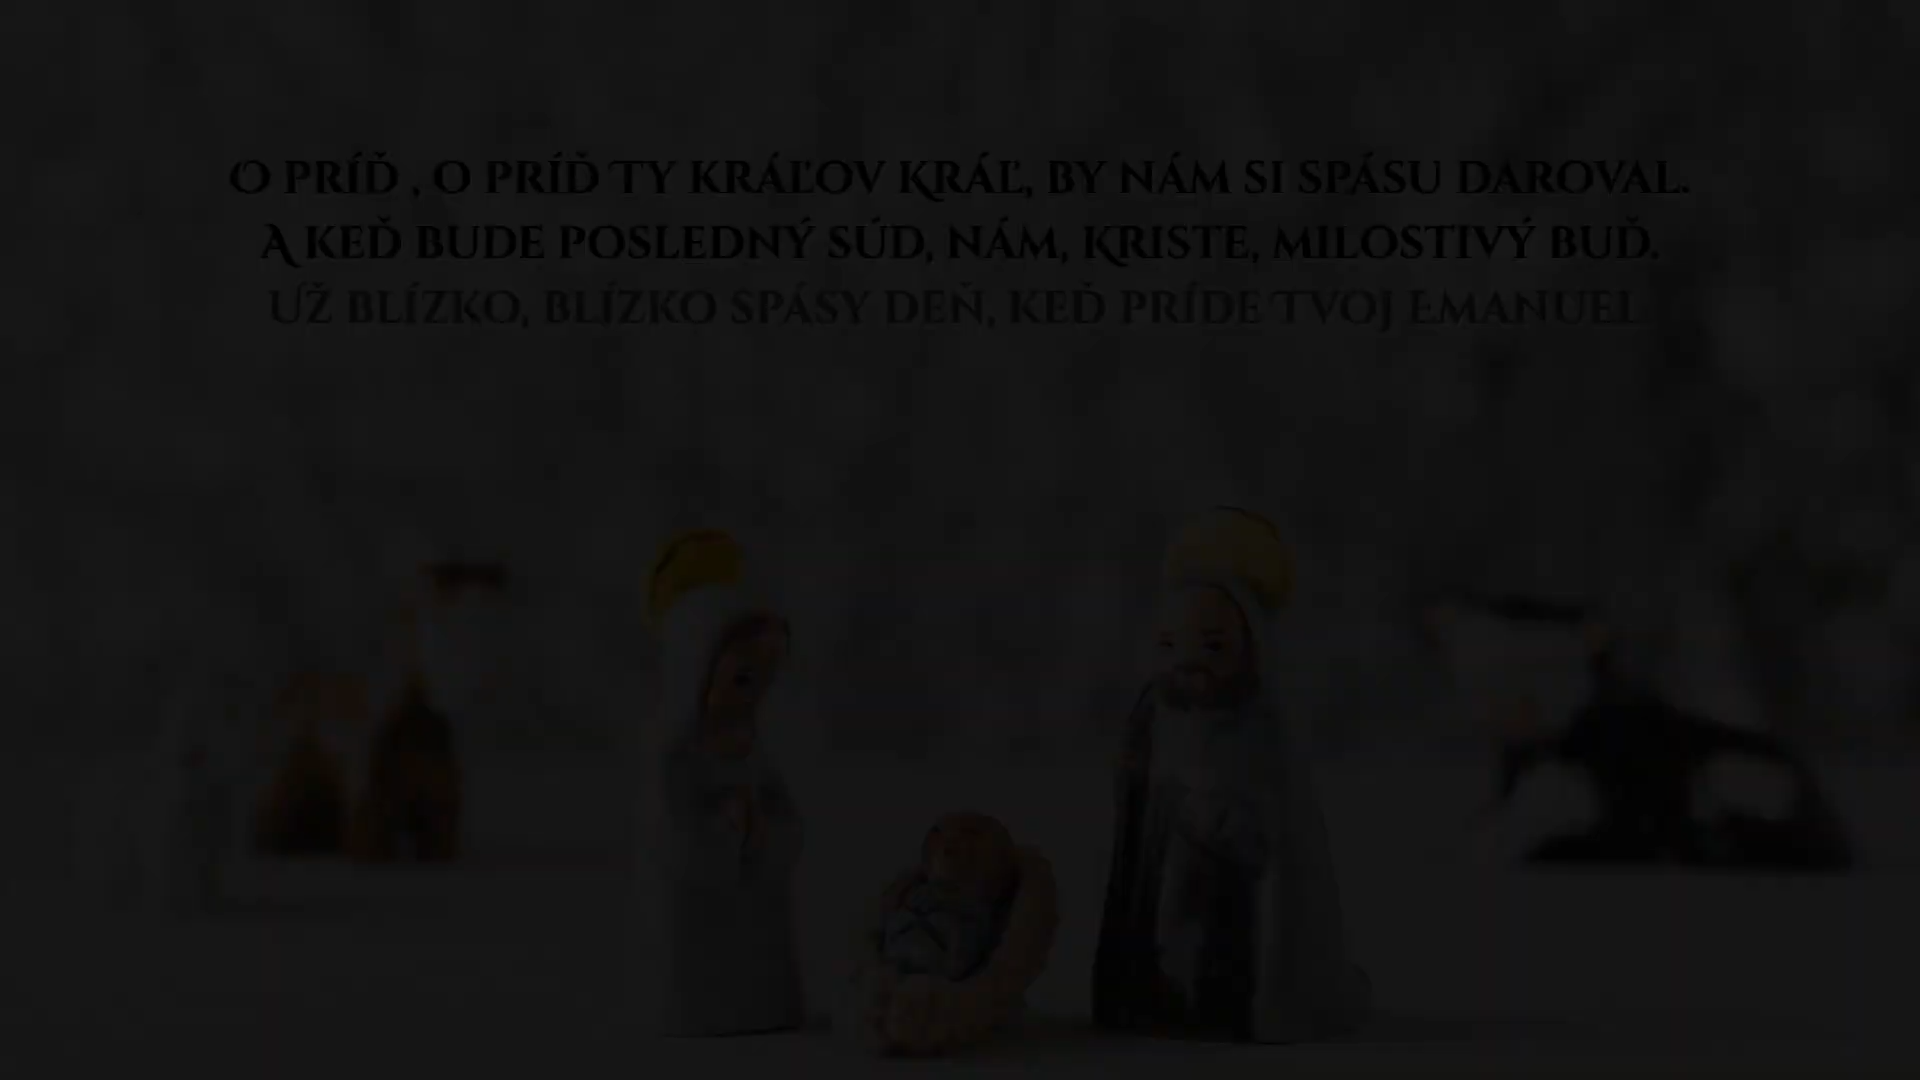 O príď , o príď Ty kráľov Kráľ, by nám si spásu daroval.
A keď bude posledný súd, nám, Kriste, milostivý buď.
Už blízko, blízko spásy deň, keď príde Tvoj Emanuel